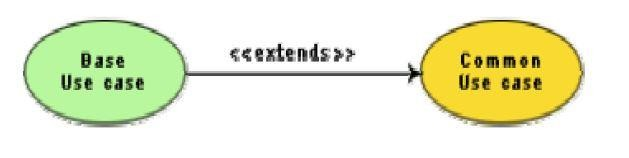 Base
Use case
<<extends>>
Common
Use case